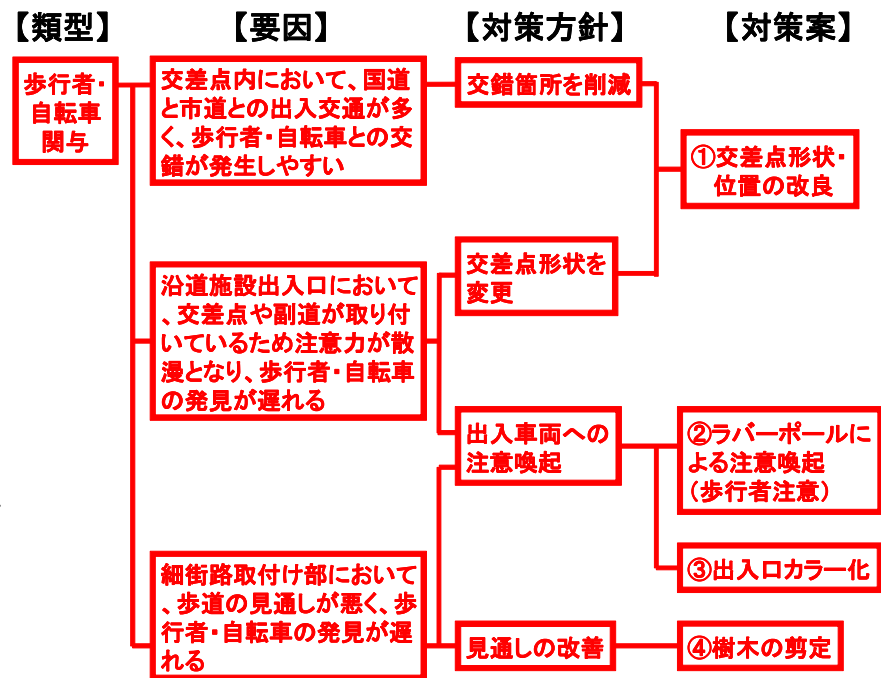 【類型】
【要因】
【対策方針】
【対策案】
歩行者・
自転車
関与
交差点内において、国道
と市道との出入交通が多
く、歩行者・自転車との交
錯が発生しやすい
沿道施設出入口において
、交差点や副道が取り付
いているため注意力が散
漫となり、歩行者・自転車
の発見が遅れる
細街路取付け部において
、歩道の見通しが悪く、歩
行者・自転車の発見が遅
れる
交錯箇所を削減
交差点形状を
変更
出入車両への
注意喚起
見通しの改善
①交差点形状・
位置の改良
②ラバーポールに
よる注意喚起
（歩行者注意）
③出入口カラー化
④樹木の剪定